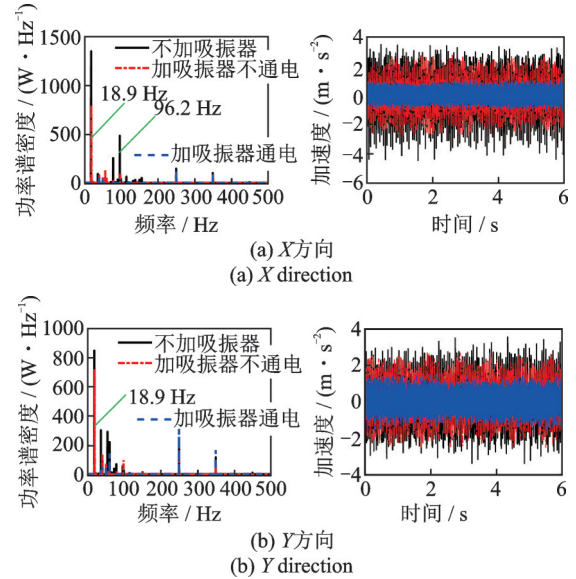 功率谱密度 / (W·Hz⁻¹)
1500
1000
500
0
不加吸振器
加吸振器不通电
18.9 Hz
96.2 Hz
加吸振器通电
0 100 200 300 400 500
频率 / Hz
加速度 / (m·s⁻²)
4
2
0
−2
−4
−6
0 2 4 6
时间 / s
(a) X方向
(a) X direction
功率谱密度 / (W·Hz⁻¹)
1000
800
600
400
200
0
不加吸振器
加吸振器不通电
18.9 Hz
加吸振器通电
0 100 200 300 400 500
频率 / Hz
加速度 / (m·s⁻²)
4
2
0
−2
−4
0 2 4 6
时间 / s
(b) Y方向
(b) Y direction